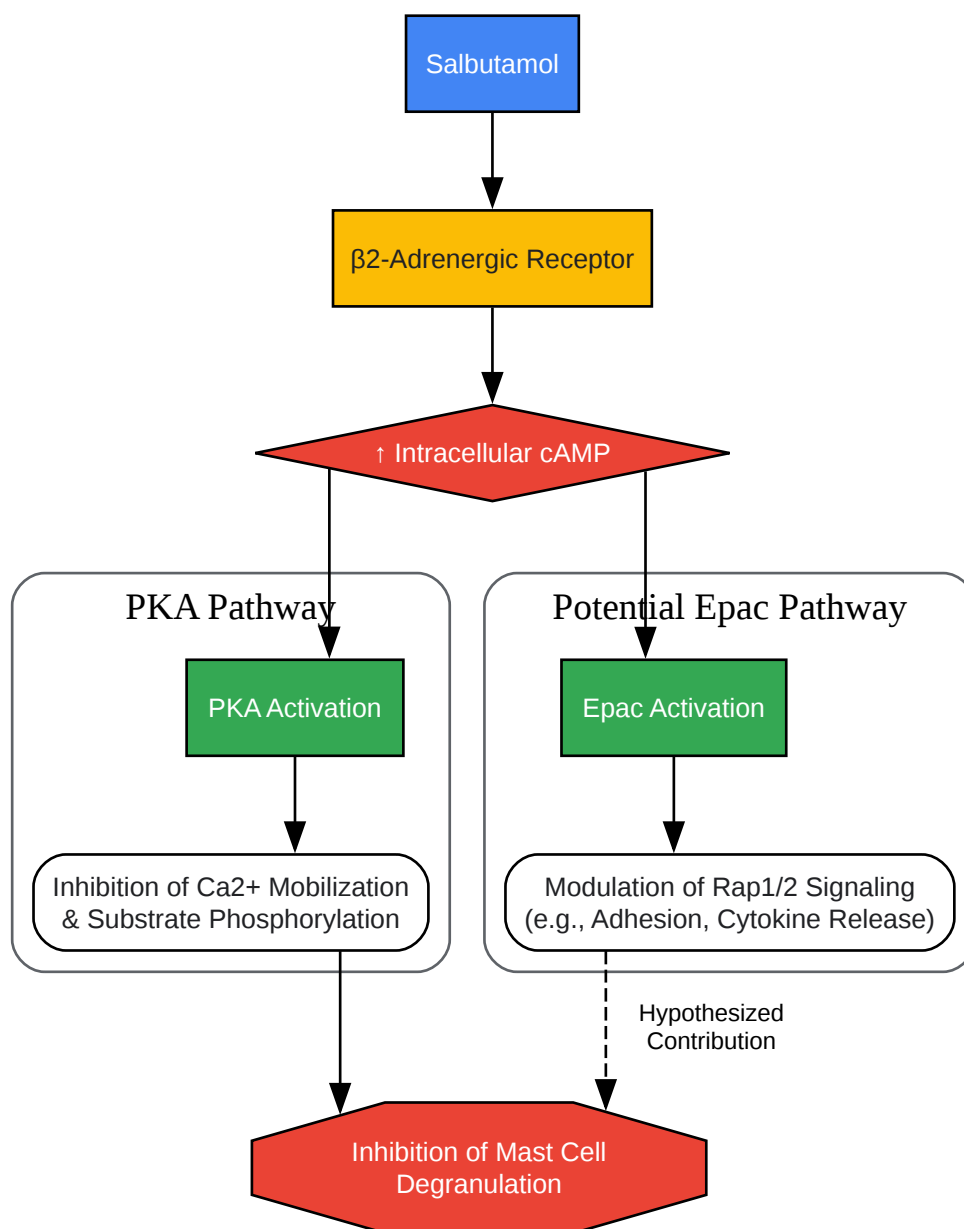 Salbutamol
β2-Adrenergic Receptor
↑ Intracellular cAMP
PKA Pathway
Potential Epac Pathway
PKA Activation
Epac Activation
Inhibition of Ca2+ Mobilization
& Substrate Phosphorylation
Modulation of Rap1/2 Signaling
(e.g., Adhesion, Cytokine Release)
Hypothesized
Contribution
Inhibition of Mast Cell
Degranulation